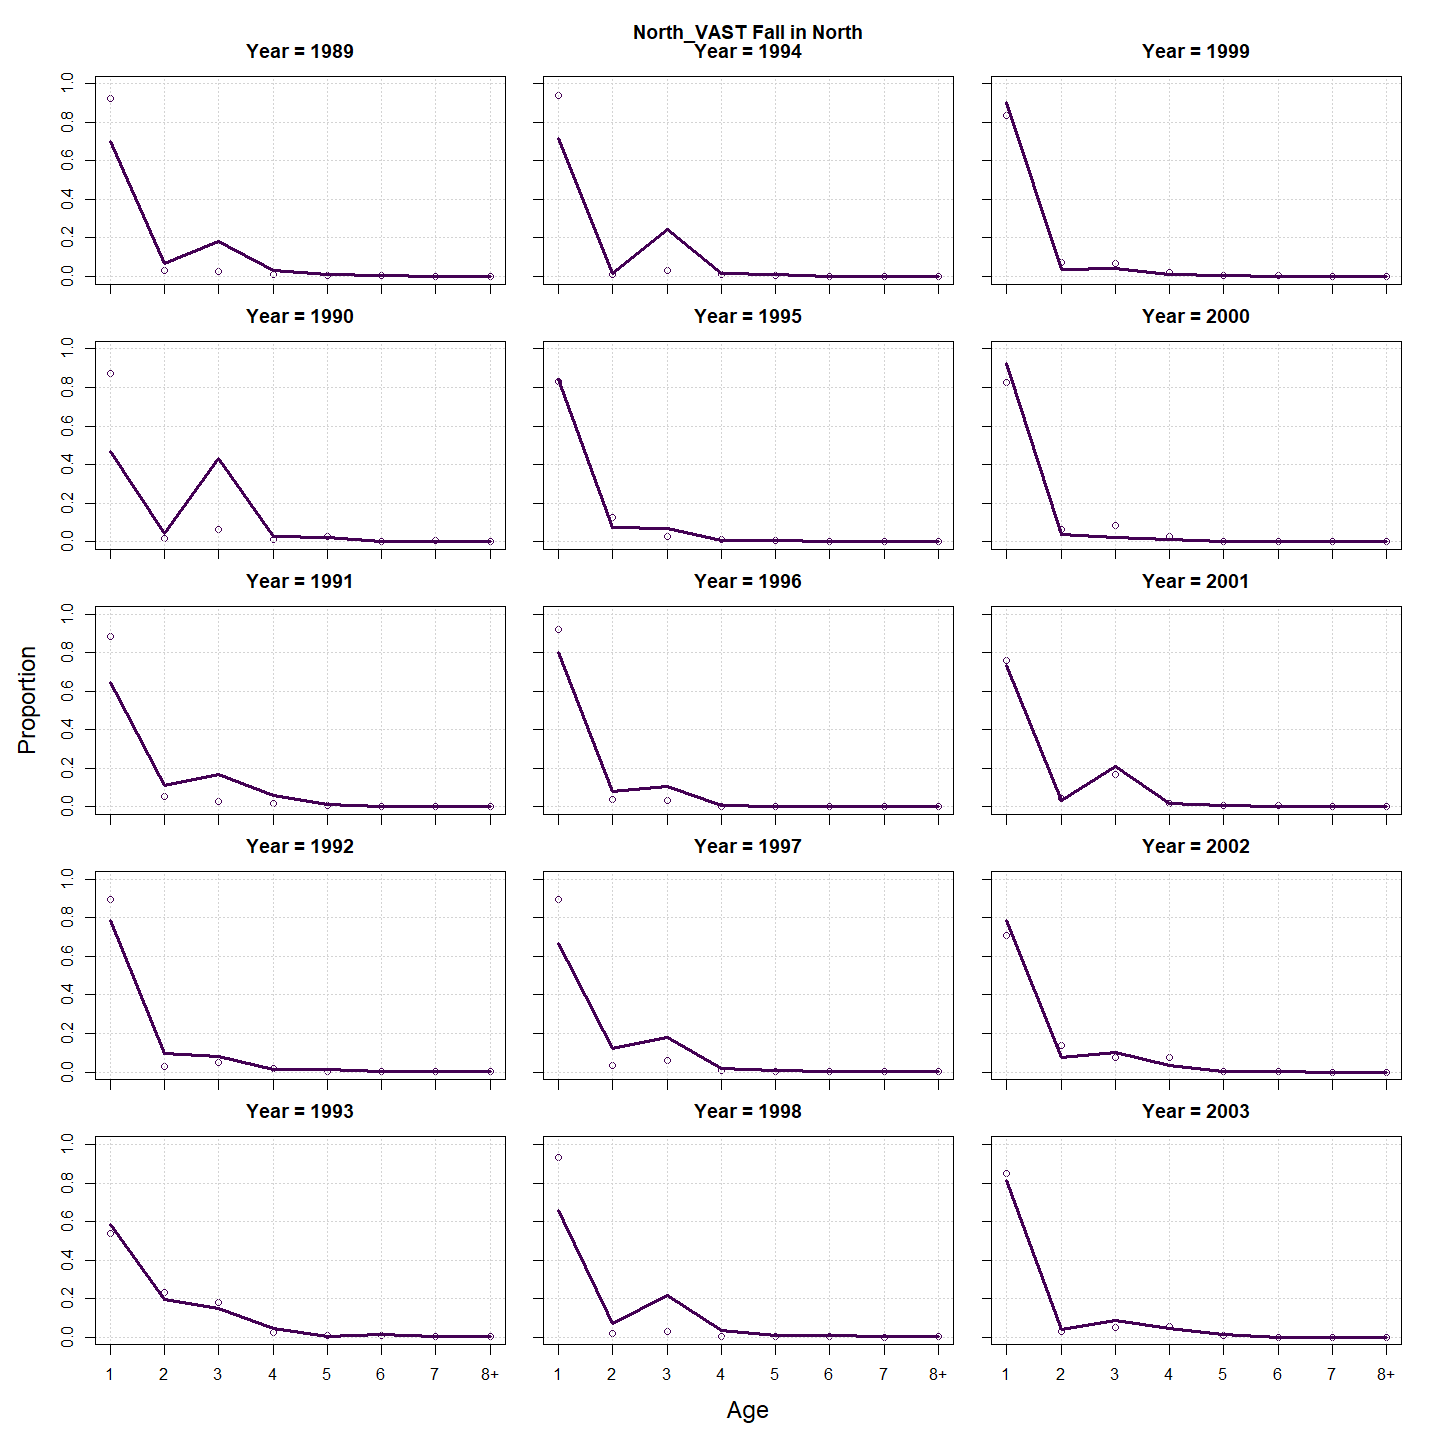 North_VAST Fall in North
Year = 1989 Year = 1994 Year = 1999
0.0 0.2 0.4 0.6 0.8 1.0
Year = 1990 Year = 1995 Year = 2000
0.0 0.2 0.4 0.6 0.8 1.0
Year = 1991 Year = 1996 Year = 2001
0.0 0.2 0.4 0.6 0.8 1.0
Proportion
Year = 1992 Year = 1997 Year = 2002
0.0 0.2 0.4 0.6 0.8 1.0
Year = 1993 Year = 1998 Year = 2003
0.0 0.2 0.4 0.6 0.8 1.0
1 2 3 4 5 6 7 8+ 1 2 3 4 5 6 7 8+ 1 2 3 4 5 6 7 8+
Age